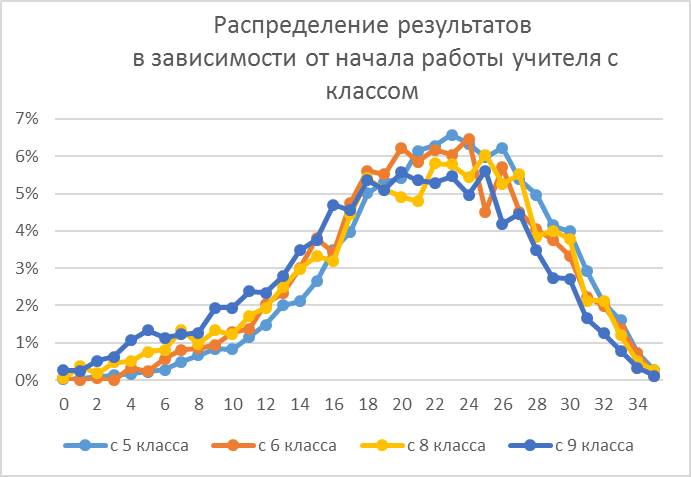 Распределение результатов
в зависимости от начала работы учителя с
классом
7%
6%
5%
4%
3%
2%
1%
0%
0 2 4 6 8 10 12 14 16 18 20 22 24 26 28 30 32 34
с 5 класса с 6 класса с 8 класса с 9 класса